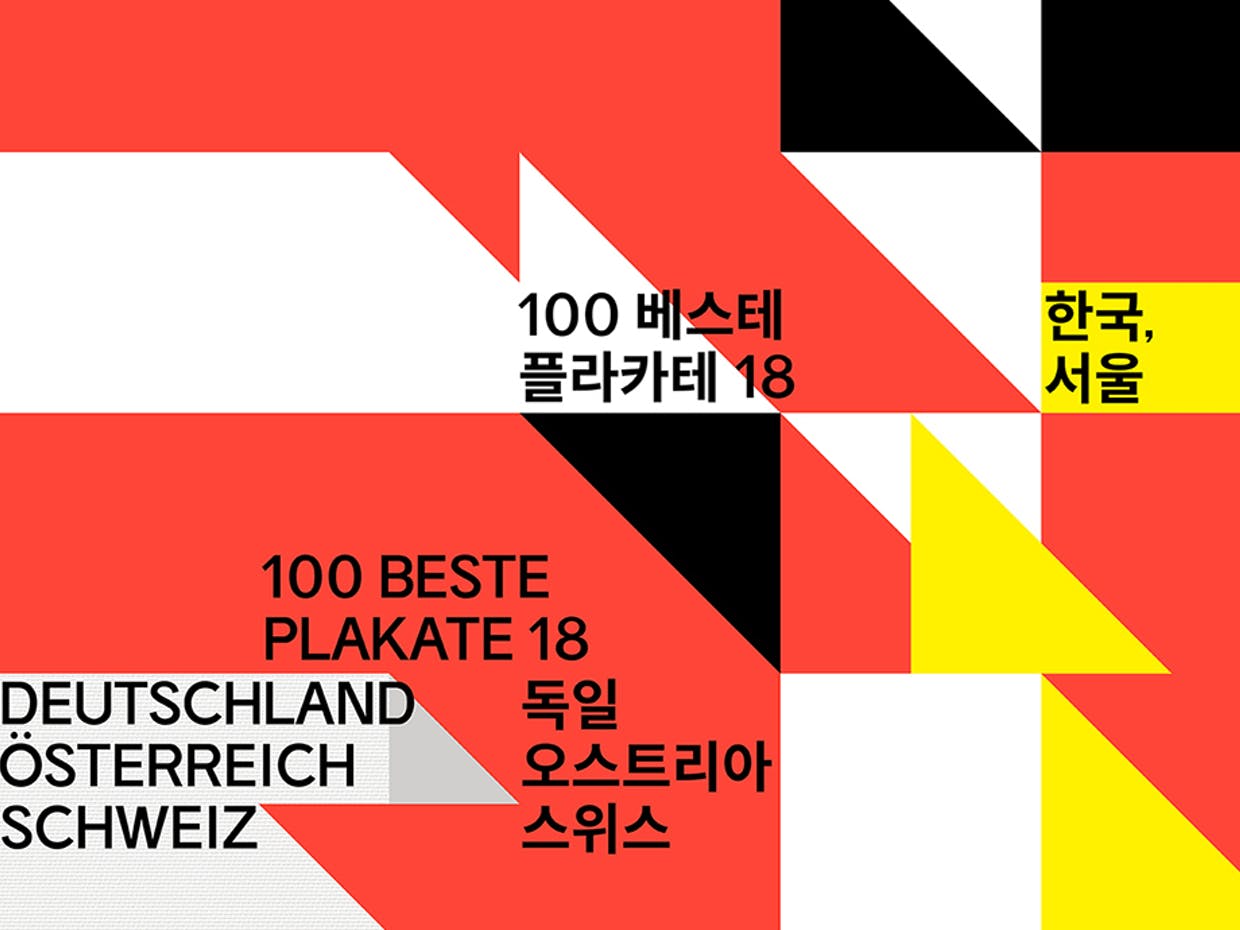 100 베스테
플라카테 18
한국,
서울
100 BESTE
PLAKATE 18
DEUTSCHLAND
ÖSTERREICH
SCHWEIZ
독일
오스트리아
스위스